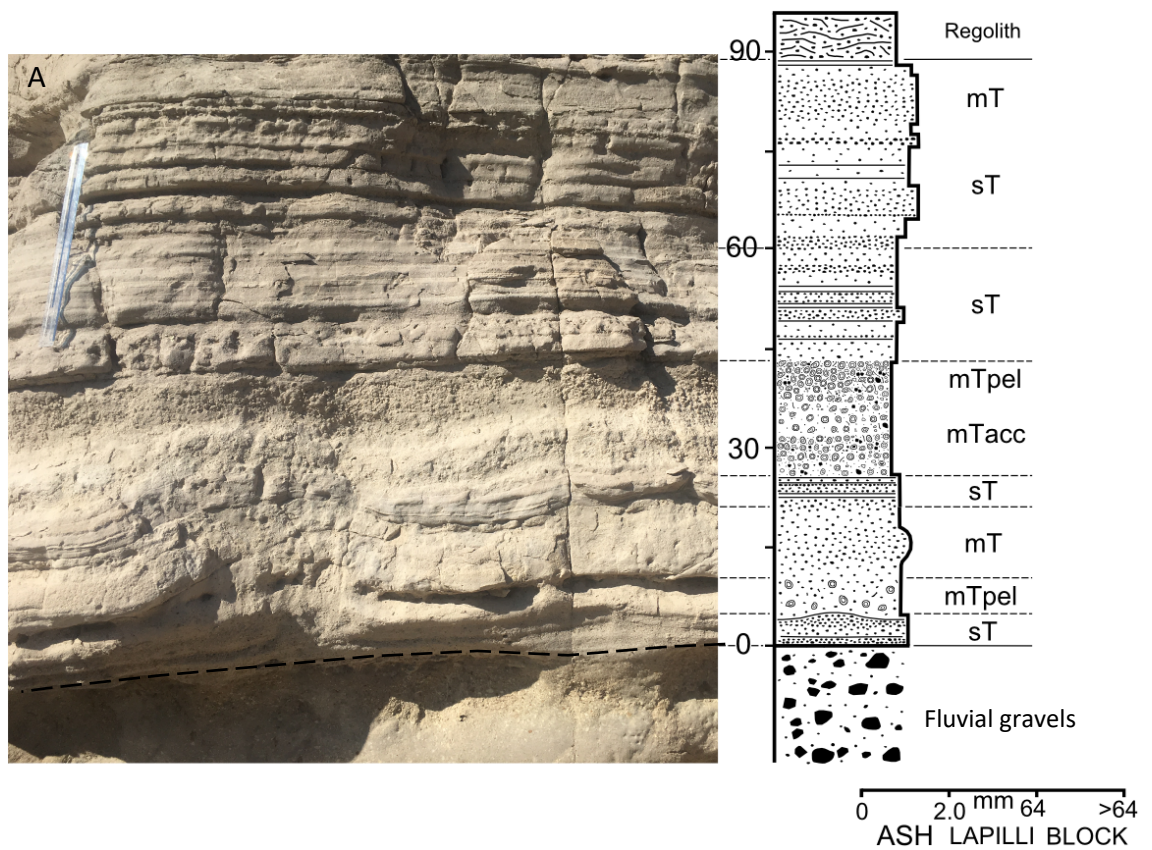 A
Regolith
90
mT
sT
60
sT
mTpel
mTacc
30
sT
mT
mTpel
sT
0
Fluvial gravels
0 2.0 mm 64 >64
ASH LAPILLI BLOCK